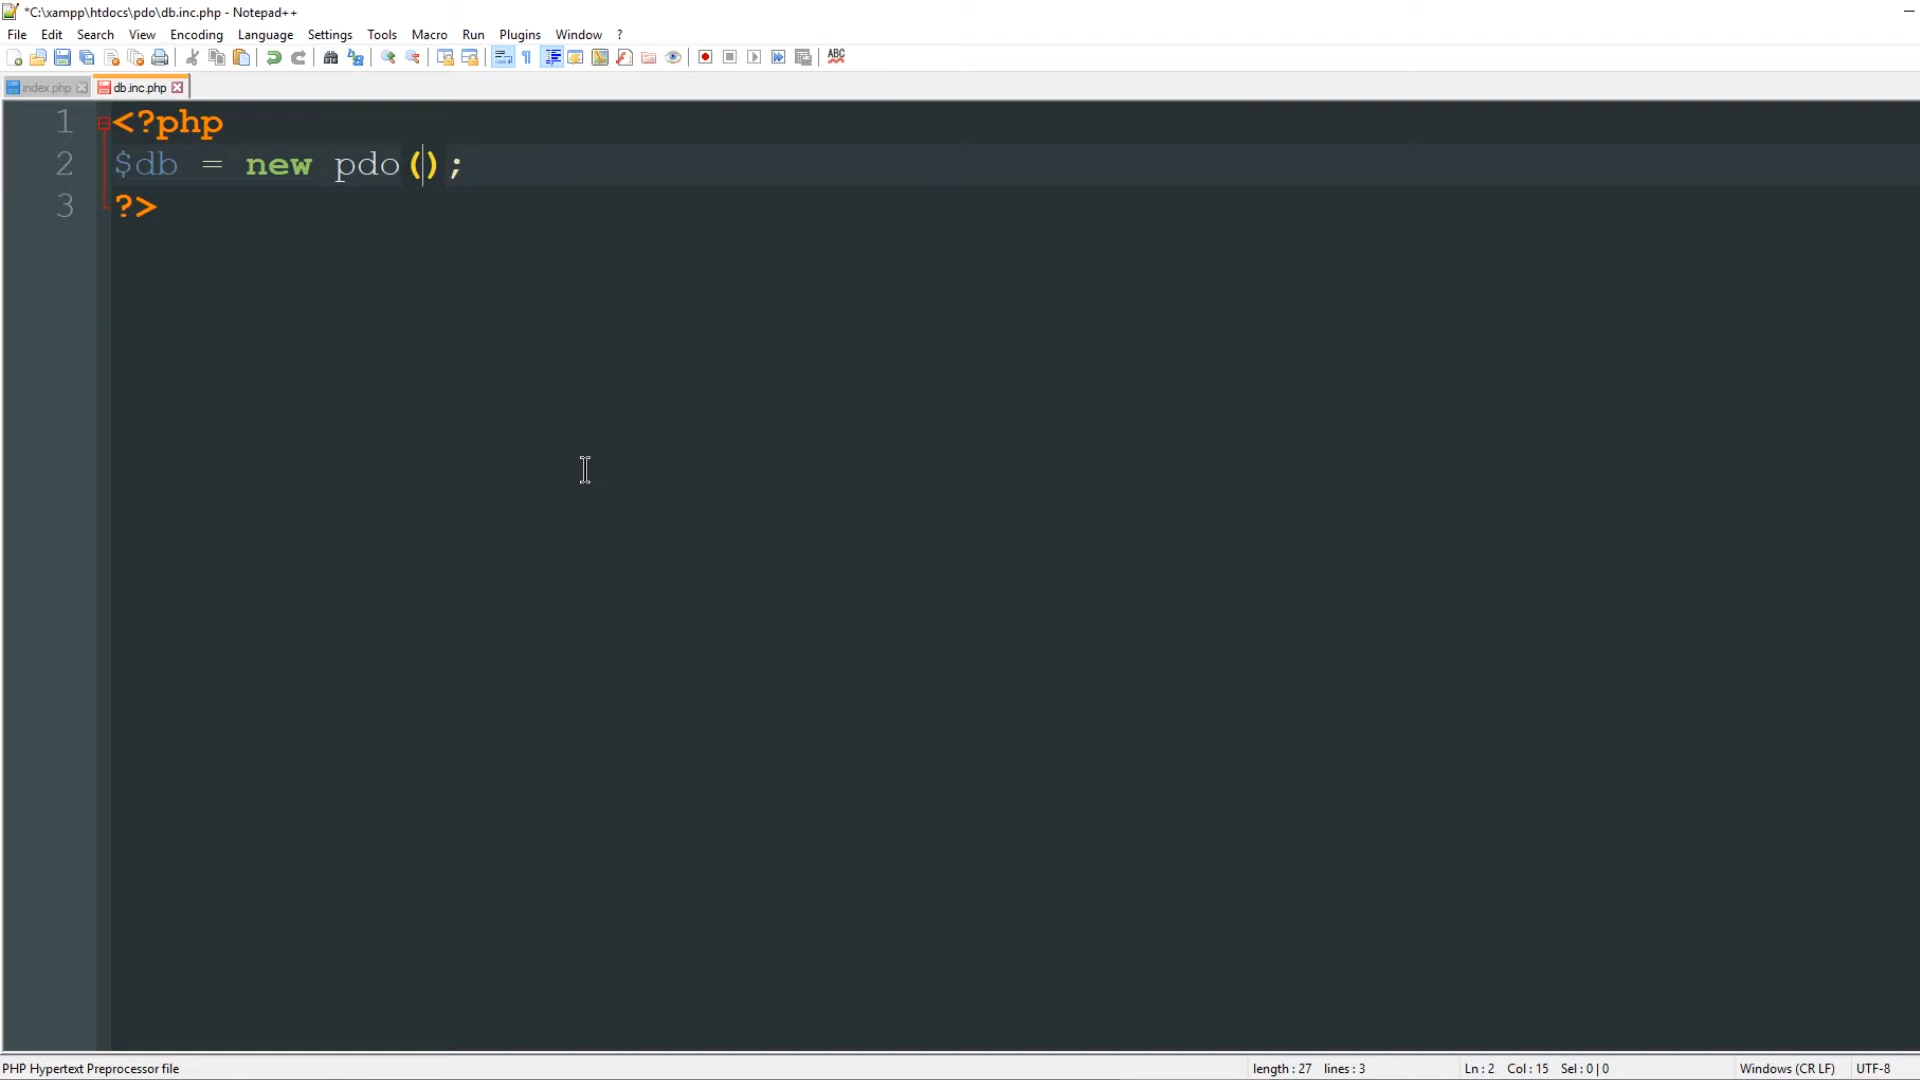 *C:\xampp\htdocs\pdo\db.inc.php - Notepad++
File Edit Search View Encoding Language Settings Tools Macro Run Plugins Window ?
ABC
index.php db.inc.php
1 <?php
2 $db = new pdo();
3 ?>
PHP Hypertext Preprocessor file length : 27 lines : 3 Ln : 2 Col : 15 Sel : 0 | 0 Windows (CR LF) UTF-8